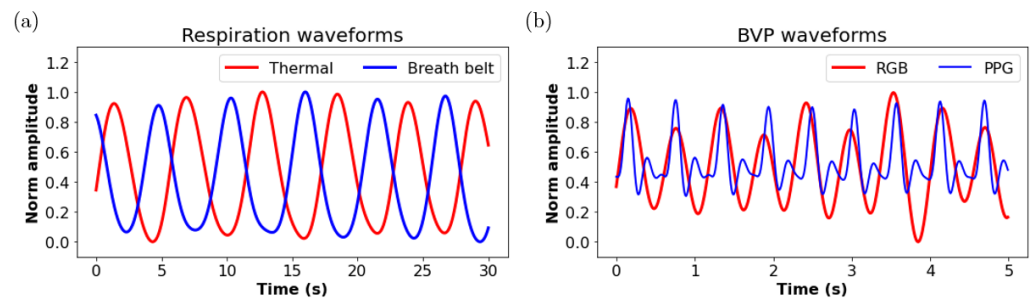 (a)
Respiration waveforms
Thermal
Breath belt
Norm amplitude
1.2
1.0
0.8
0.6
0.4
0.2
0.0
0
5
10
15
20
25
30
Time (s)
(b)
BVP waveforms
RGB
PPG
Norm amplitude
1.2
1.0
0.8
0.6
0.4
0.2
0.0
0
1
2
3
4
5
Time (s)